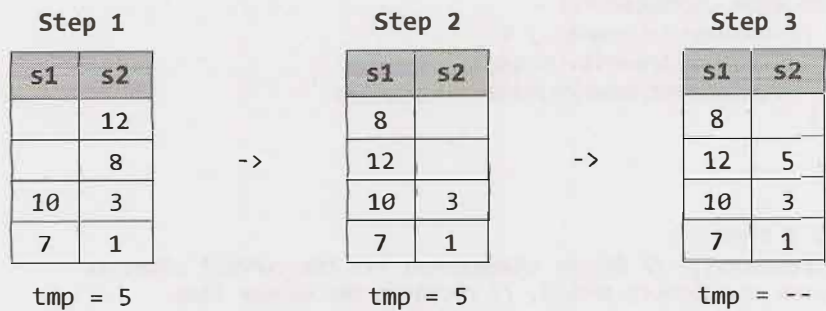 Step 1 Step 2 Step 3
s1 s2 s1 s2 s1 s2
12 8 8
8 -> 12 -> 12 5
10 3 10 3 10 3
7 1 7 1 7 1
tmp = 5 tmp = 5 tmp = --